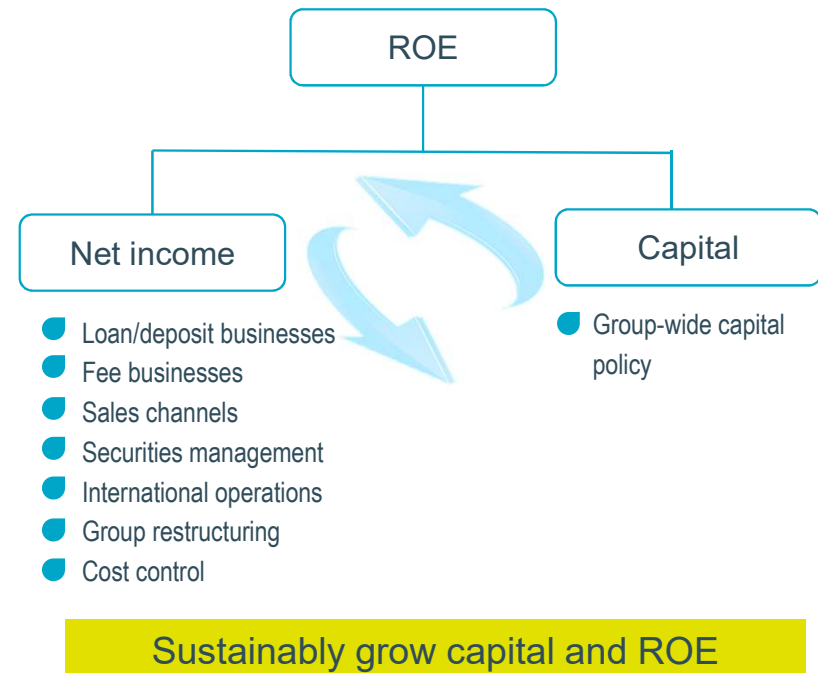 ROE
Net income
Loan/deposit businesses
Fee businesses
Sales channels
Securities management
International operations
Group restructuring
Cost control
Capital
Group-wide capital
policy
Sustainably grow capital and ROE